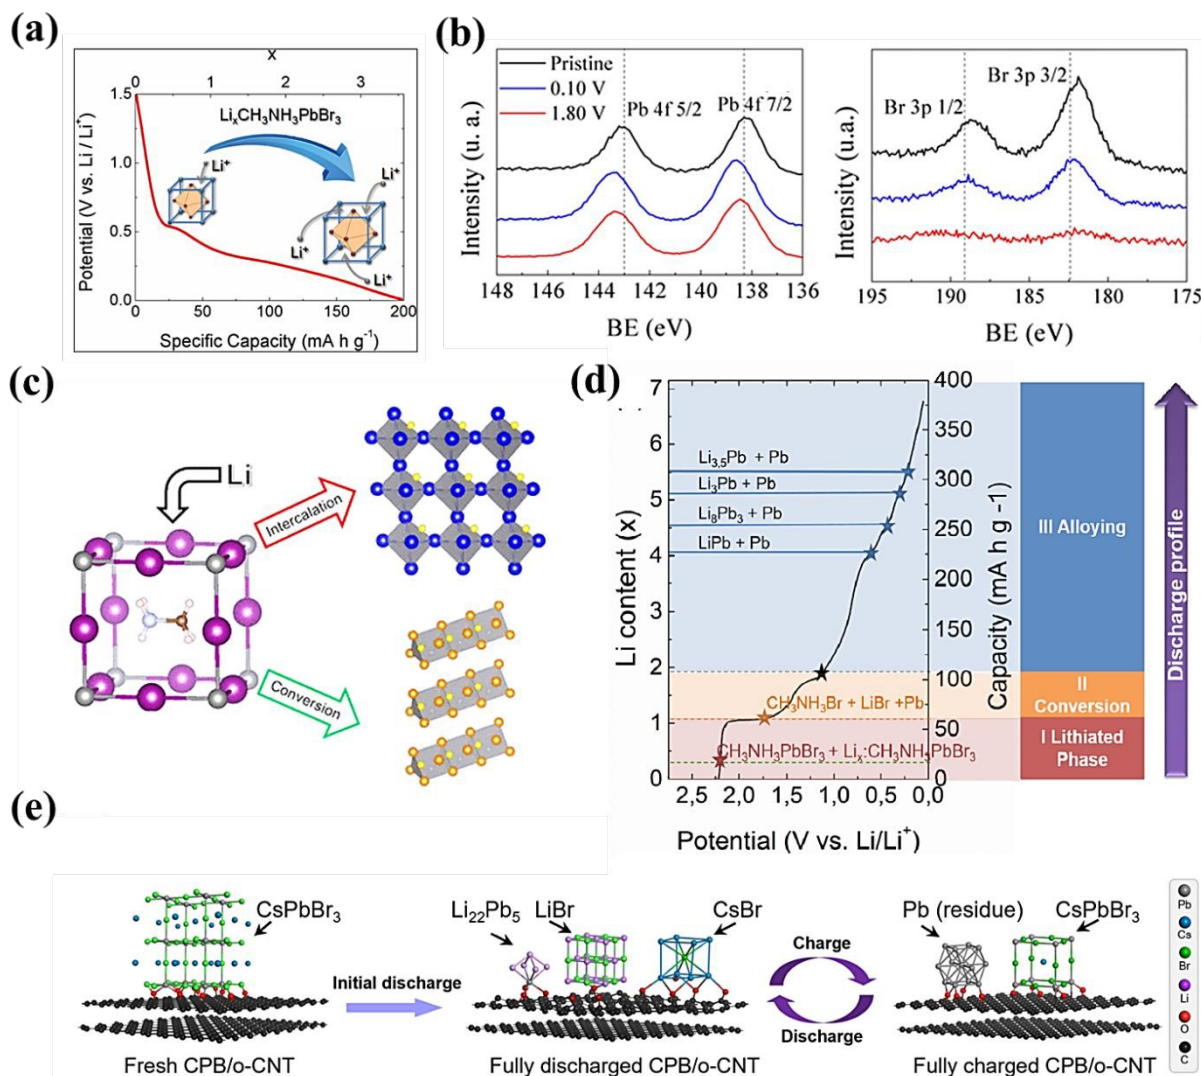 (a)
x
0 1 2 3
Li$_x$CH$_3$NH$_3$PbBr$_3$
Li⁺
Li⁺
Li⁺
Li⁺
1.5
1.0
0.5
0.0
Potential (V vs. Li / Li⁺)
0 50 100 150 200
Specific Capacity (mA h g⁻¹)
(b)
Pristine
0.10 V
1.80 V
Pb 4f 5/2
Pb 4f 7/2
Intensity (u. a.)
148 146 144 142 140 138 136
BE (eV)
Br 3p 3/2
Br 3p 1/2
Intensity (u.a.)
195 190 185 180 175
BE (eV)
(c)
Li
Intercalation
Conversion
(d)
7
6
5
4
3
2
1
0
Li content (x)
Li₃,₅Pb + Pb
Li₃Pb + Pb
Li₈Pb₃ + Pb
LiPb + Pb
CH₃NH₃Br + LiBr +Pb
CH₃NH₃PbBr₃ + Liₓ:CH₃NH₃PbBr₃
2,5 2,0 1,5 1,0 0,5 0,0
Potential (V vs. Li/Li⁺)
400
350
300
250
200
150
100
50
0
Capacity (mA h g -1)
III Alloying
II
Conversion
I Lithiated
Phase
Discharge profile
(e)
CsPbBr₃
Fresh CPB/o-CNT
Initial discharge
Li₂₂Pb₅
LiBr
CsBr
Fully discharged CPB/o-CNT
Charge
Discharge
Pb (residue)
CsPbBr₃
Fully charged CPB/o-CNT
Pb
Cs
Br
Li
O
C